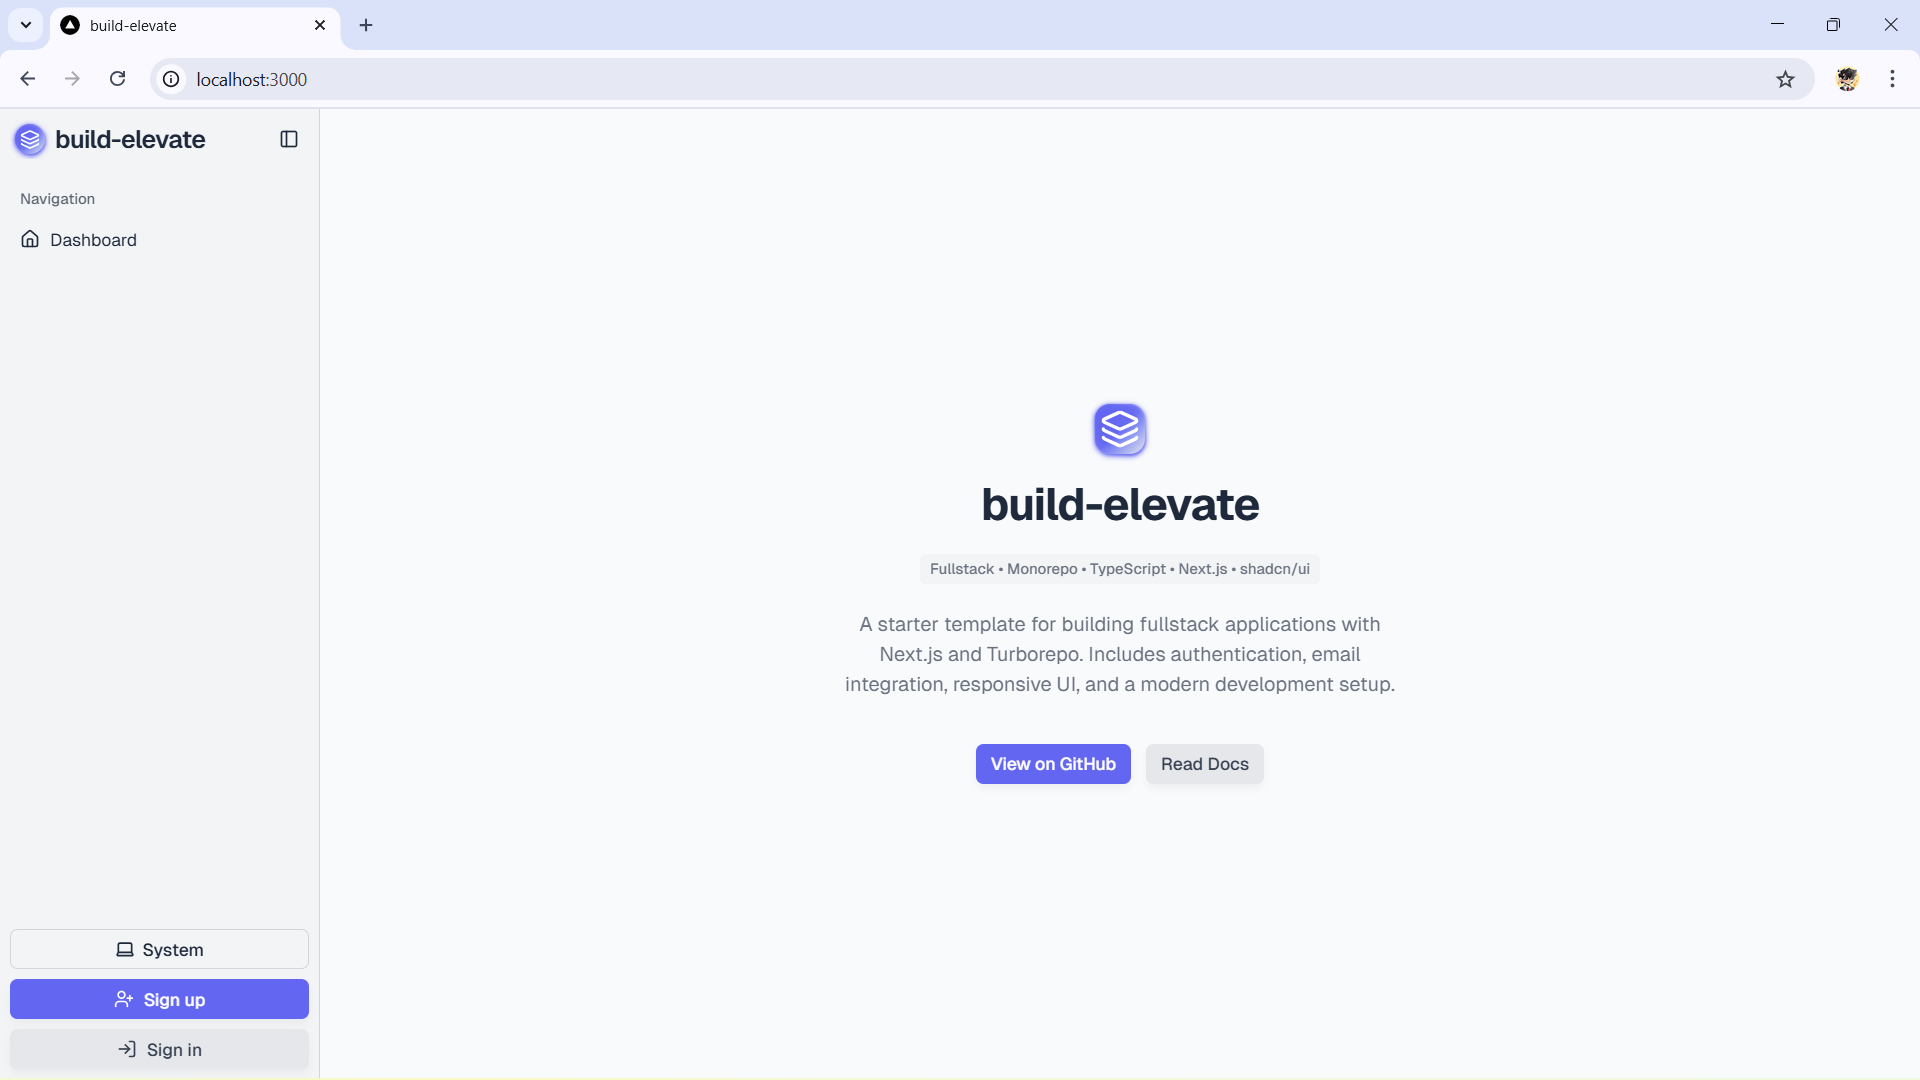 build-elevate
localhost:3000
build-elevate
Navigation
Dashboard
build-elevate
Fullstack • Monorepo • TypeScript • Next.js • shadcn/ui
A starter template for building fullstack applications with
Next.js and Turborepo. Includes authentication, email
integration, responsive UI, and a modern development setup.
View on GitHub
Read Docs
System
Sign up
Sign in